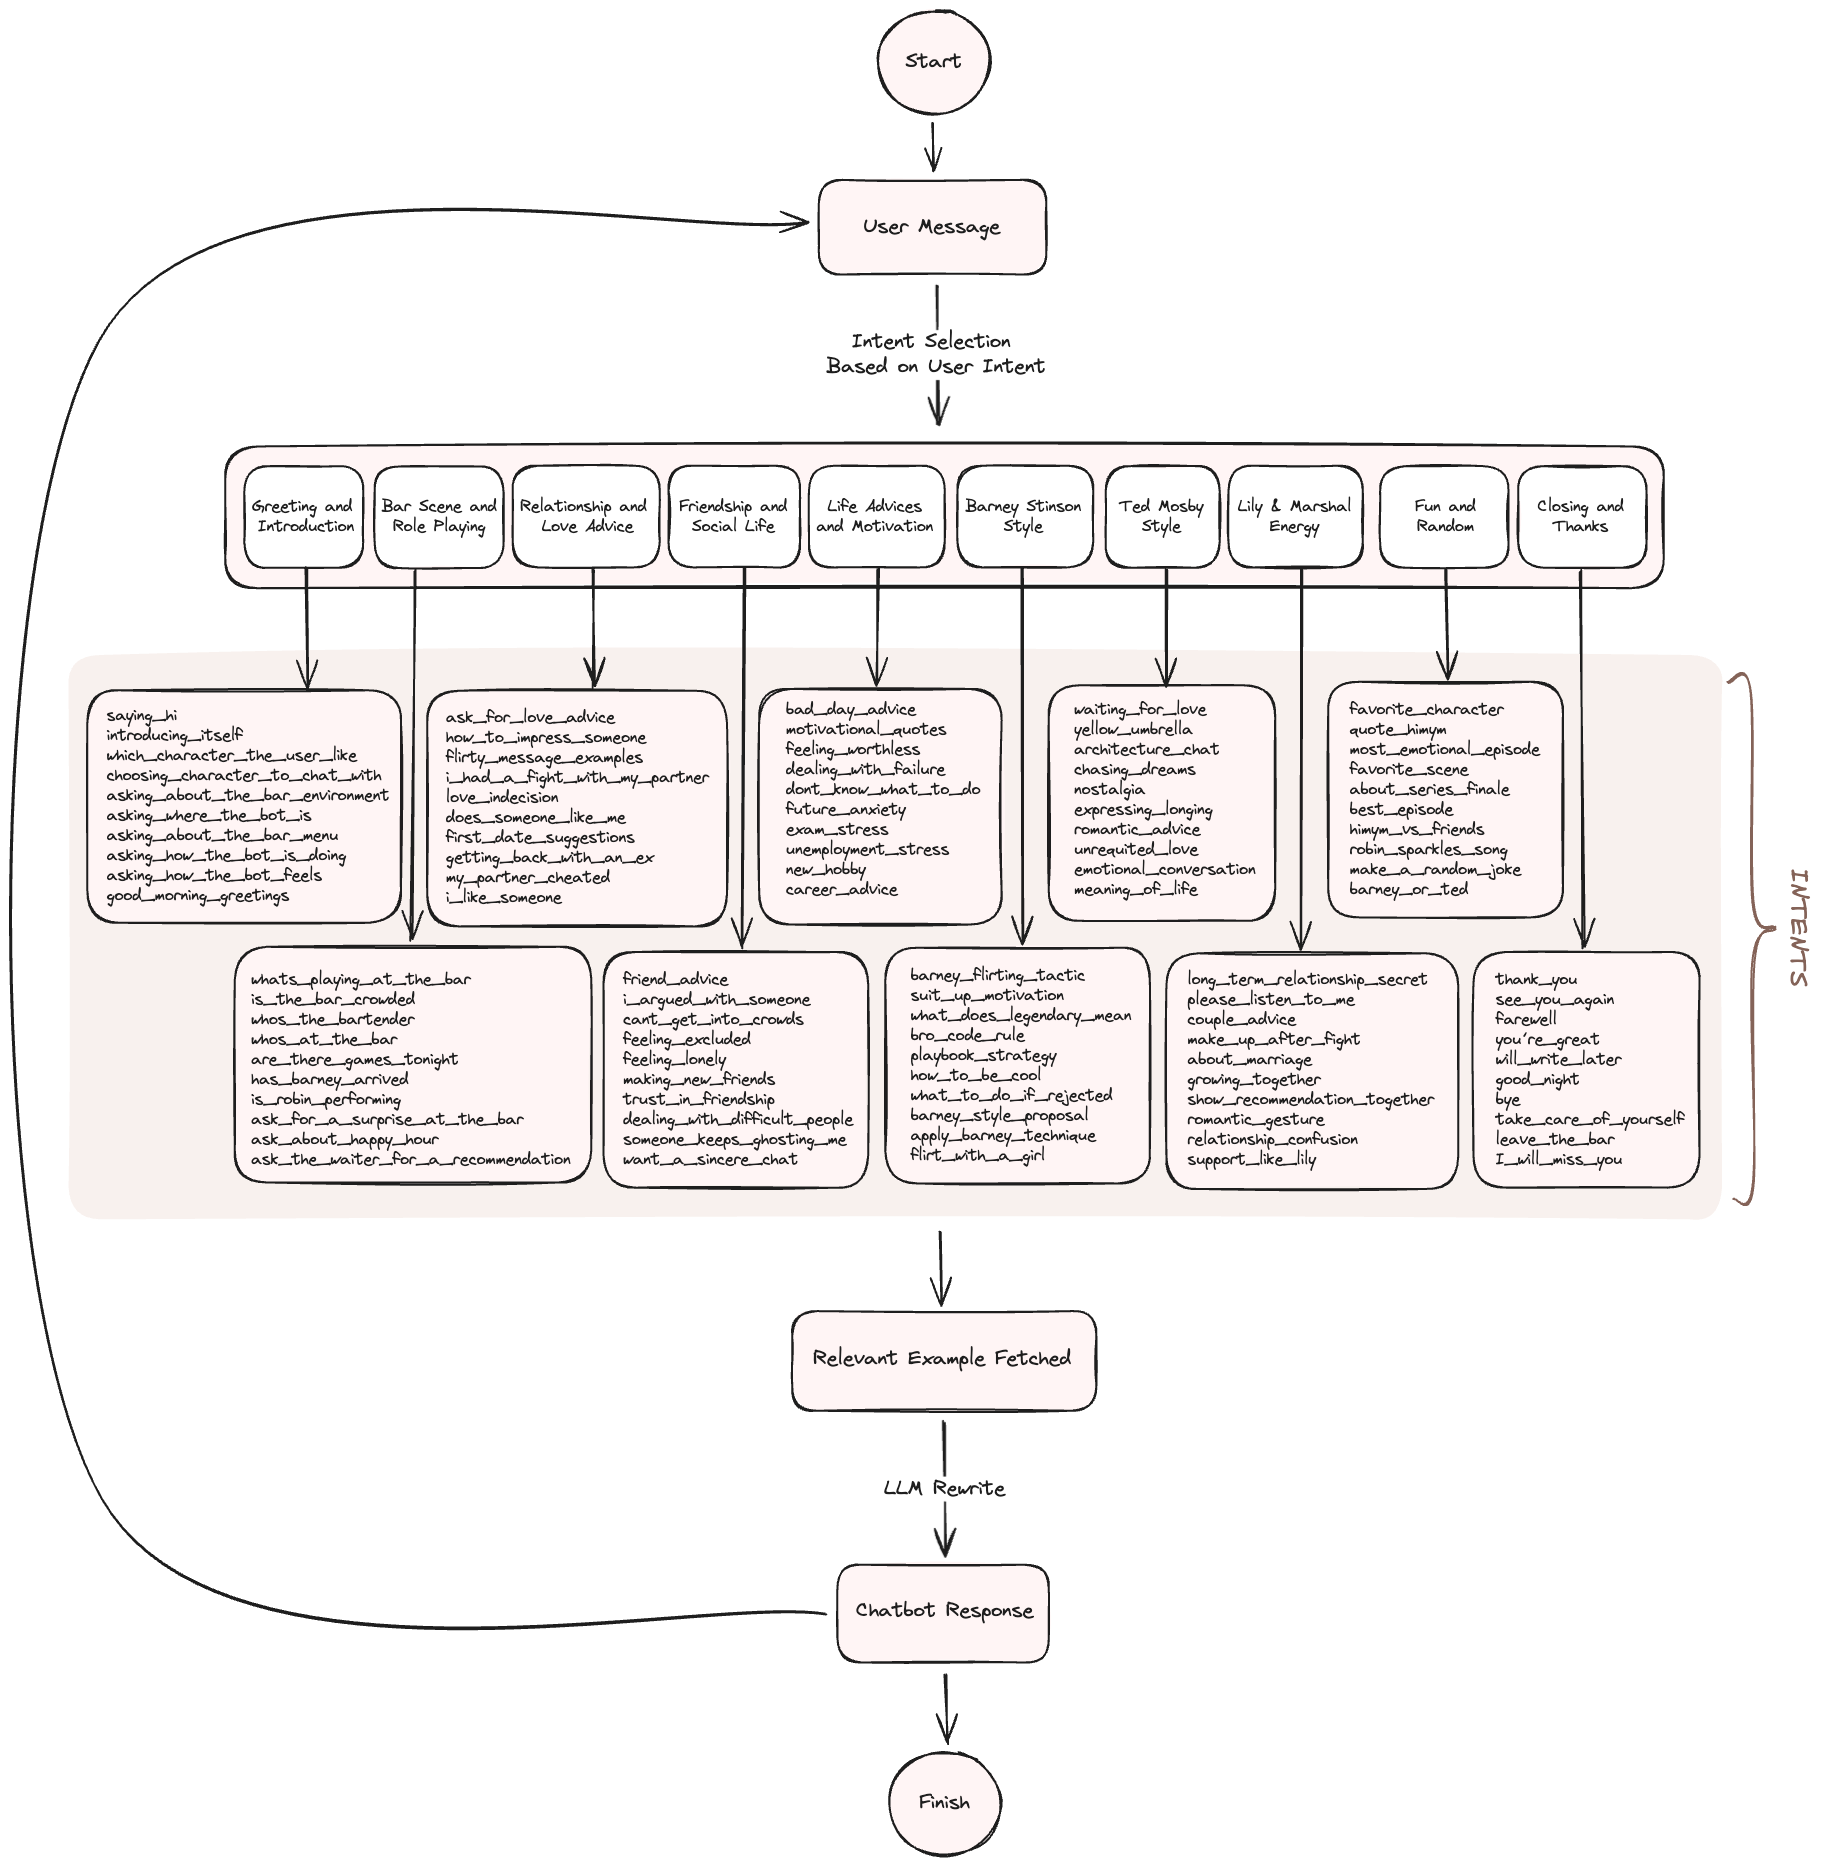 Start
User Message
Intent Selection
Based on User Intent
Greeting and
Introduction
Bar Scene and
Role Playing
Relationship and
Love Advice
Friendship and
Social Life
Life Advices
and Motivation
Barney Stinson
Style
Ted Mosby
Style
Lily & Marshal
Energy
Fun and
Random
Closing and
Thanks
saying_hi
introducing_itself
which_character_the_user_like
choosing_character_to_chat_with
asking_about_the_bar_environment
asking_where_the_bot_is
asking_about_the_bar_menu
asking_how_the_bot_is_doing
asking_how_the_bot_feels
good_morning_greetings
ask_for_love_advice
how_to_impress_someone
flirty_message_examples
i_had_a_fight_with_my_partner
love_indecision
does_someone_like_me
first_date_suggestions
getting_back_with_an_ex
my_partner_cheated
i_like_someone
bad_day_advice
motivational_quotes
feeling_worthless
dealing_with_failure
dont_know_what_to_do
future_anxiety
exam_stress
unemployment_stress
new_hobby
career_advice
waiting_for_love
yellow_umbrella
architecture_chat
chasing_dreams
nostalgia
expressing_longing
romantic_advice
unrequited_love
emotional_conversation
meaning_of_life
favorite_character
quote_himym
most_emotional_episode
favorite_scene
about_series_finale
best_episode
himym_vs_friends
robin_sparkles_song
make_a_random_joke
barney_or_ted
INTENTS
whats_playing_at_the_bar
is_the_bar_crowded
whos_the_bartender
whos_at_the_bar
are_there_games_tonight
has_barney_arrived
is_robin_performing
ask_for_a_surprise_at_the_bar
ask_about_happy_hour
ask_the_waiter_for_a_recommendation
friend_advice
i_argued_with_someone
cant_get_into_crowds
feeling_excluded
feeling_lonely
making_new_friends
trust_in_friendship
dealing_with_difficult_people
someone_keeps_ghosting_me
want_a_sincere_chat
barney_flirting_tactic
suit_up_motivation
what_does_legendary_mean
bro_code_rule
playbook_strategy
how_to_be_cool
what_to_do_if_rejected
barney_style_proposal
apply_barney_technique
flirt_with_a_girl
long_term_relationship_secret
please_listen_to_me
couple_advice
make_up_after_fight
about_marriage
growing_together
show_recommendation_together
romantic_gesture
relationship_confusion
support_like_lily
thank_you
see_you_again
farewell
you're_great
will_write_later
good_night
bye
take_care_of_yourself
leave_the_bar
I_will_miss_you
Relevant Example Fetched
LLM Rewrite
Chatbot Response
Finish